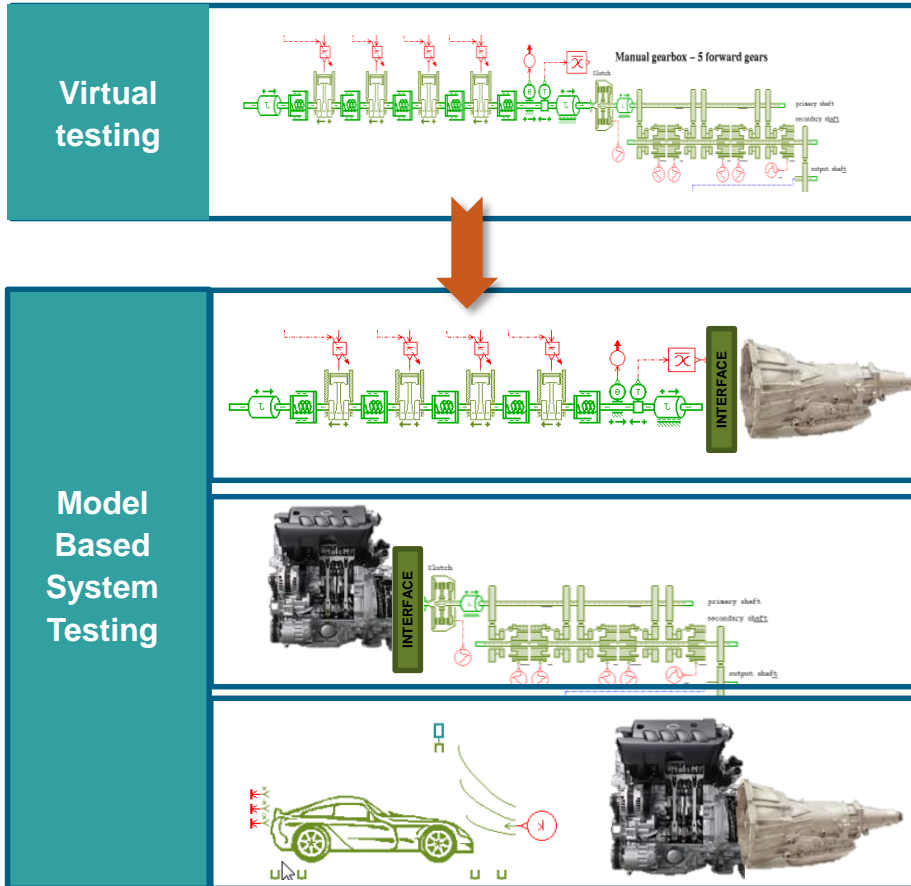 Virtual
testing
Manual gearbox – 5 forward gears
Clutch
primary shaft
secondary shaft
output shaft
Model
Based
System
Testing
INTERFACE
INTERFACE
Clutch
primary shaft
secondary shaft
output shaft